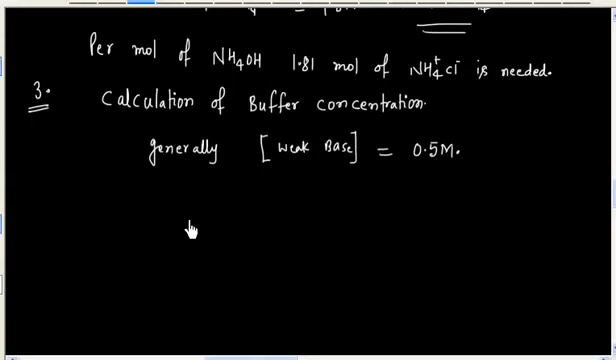 Per mol of NH4OH 1.81 mol of NH4+Cl- is needed.
3. Calculation of Buffer concentration.
generally [weak Base] = 0.5M.